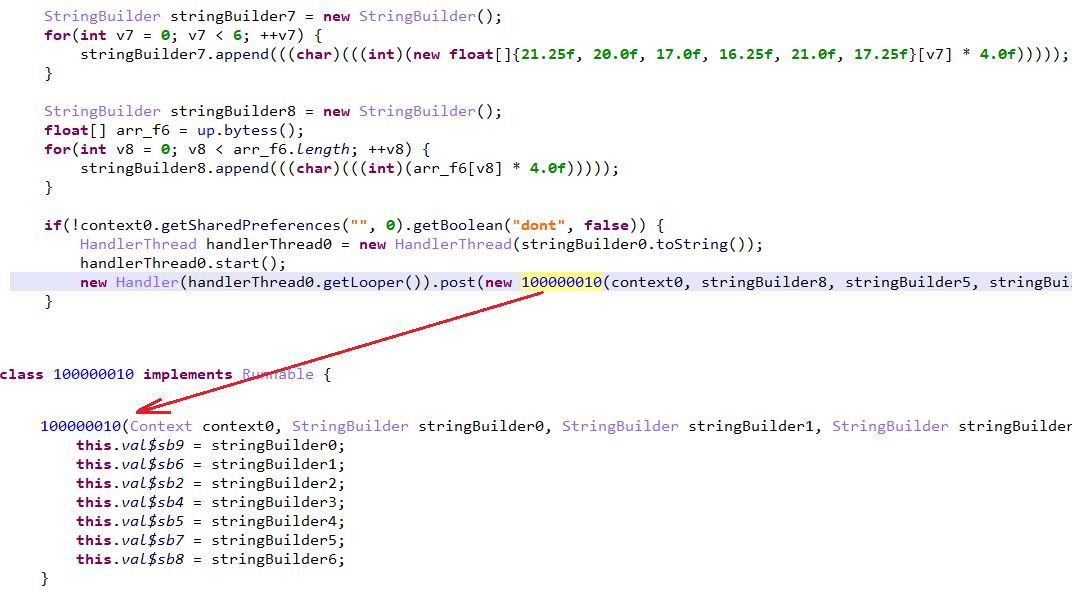 StringBuilder stringBuilder7 = new StringBuilder();
for(int v7 = 0; v7 < 6; ++v7) {
stringBuilder7.append(((char)(((int)(new float[]{21.25f, 20.0f, 17.0f, 16.25f, 21.0f, 17.25f}[v7] * 4.0f)))));
}
StringBuilder stringBuilder8 = new StringBuilder();
float[] arr_f6 = up.bytess();
for(int v8 = 0; v8 < arr_f6.length; ++v8) {
stringBuilder8.append(((char)(((int)(arr_f6[v8] * 4.0f)))));
}
if(!context0.getSharedPreferences("", 0).getBoolean("dont", false)) {
HandlerThread handlerThread0 = new HandlerThread(stringBuilder0.toString());
handlerThread0.start();
new Handler(handlerThread0.getLooper()).post(new 100000010(context0, stringBuilder8, stringBuilder5, stringBui
}
class 100000010 implements Runnable {
100000010(Context context0, StringBuilder stringBuilder0, StringBuilder stringBuilder1, StringBuilder stringBuilder
this.val$sb9 = stringBuilder0;
this.val$sb6 = stringBuilder1;
this.val$sb2 = stringBuilder2;
this.val$sb4 = stringBuilder3;
this.val$sb5 = stringBuilder4;
this.val$sb7 = stringBuilder5;
this.val$sb8 = stringBuilder6;
}